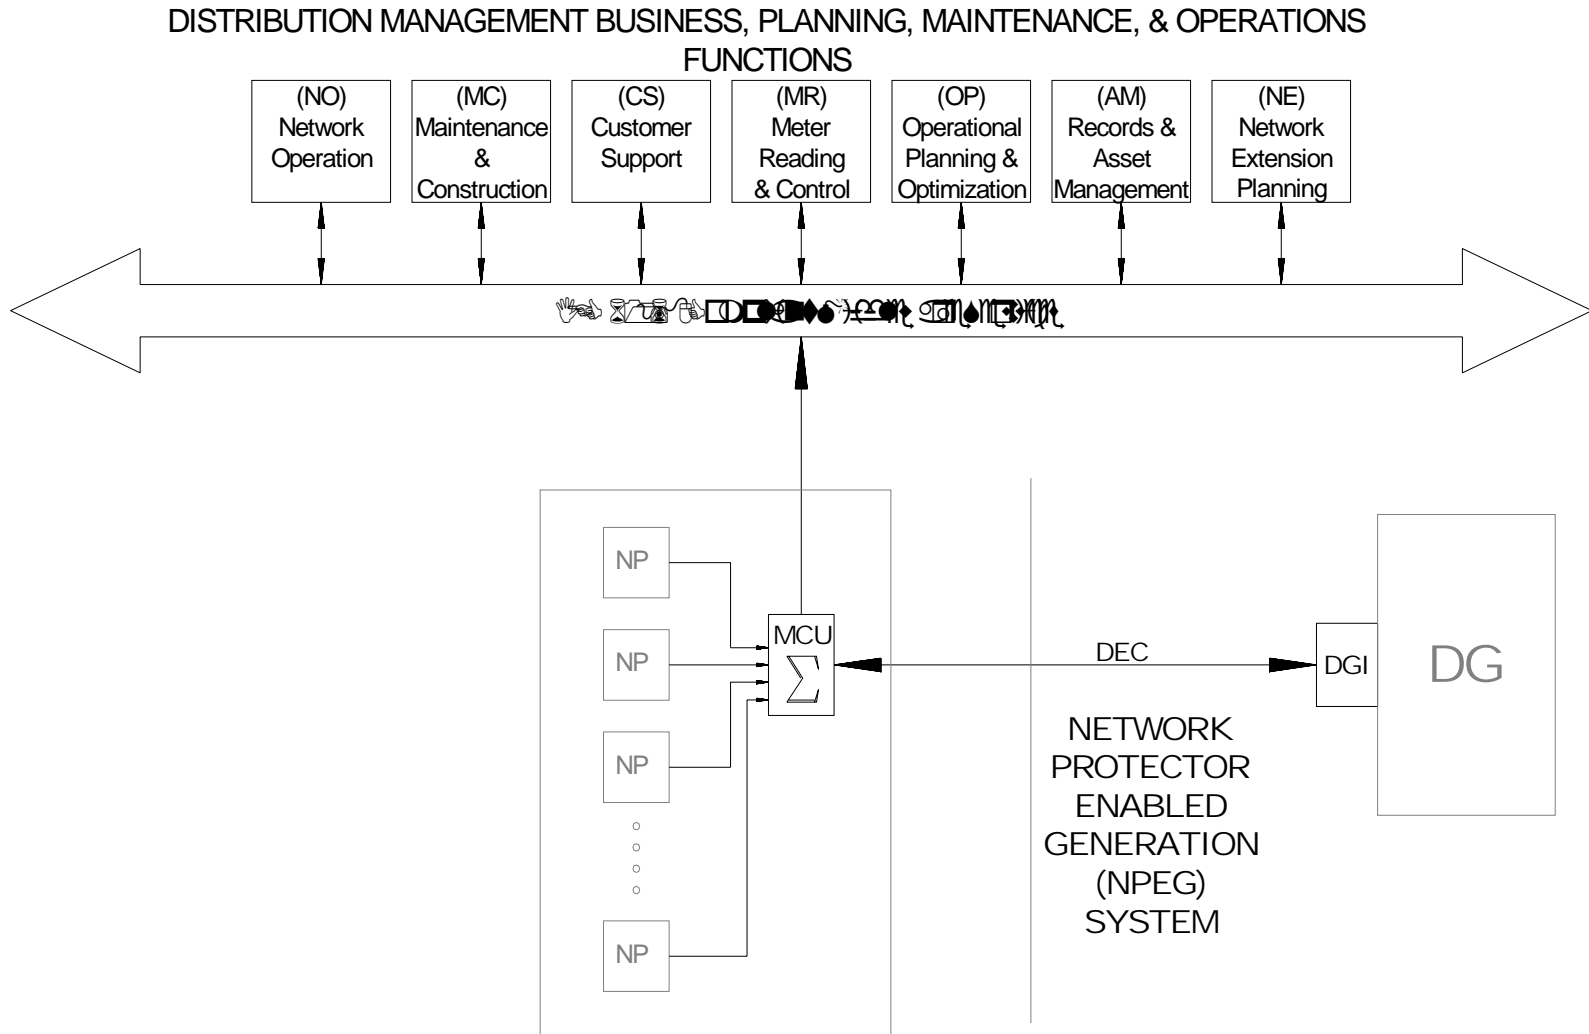 DISTRIBUTION MANAGEMENT BUSINESS, PLANNING, MAINTENANCE, & OPERATIONS
FUNCTIONS
(NO)
Network
Operation
(MC)
Maintenance
&
Construction
(CS)
Customer
Support
(MR)
Meter
Reading
& Control
(OP)
Operational
Planning &
Optimization
(AM)
Records &
Asset
Management
(NE)
Network
Extension
Planning
NP
NP
NP
NP
MCU
∑
DEC
DGI
DG
NETWORK
PROTECTOR
ENABLED
GENERATION
(NPEG)
SYSTEM